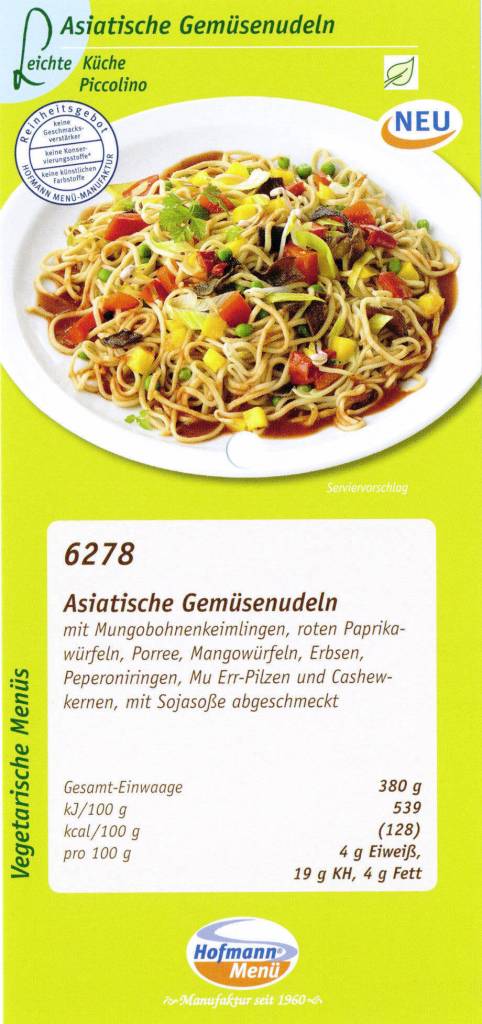 Asiatische Gemüsenudeln
Leichte Küche
Piccolino
Reinheitsgebot
keine
Geschmacks-
verstärker
keine Konser-
vierungsstoffe*
keine künstlichen
Farbstoffe
HOFMANN MENÜ-MANUFAKTUR
NEU
Serviervorschlag
6278
Asiatische Gemüsenudeln
mit Mungobohnenkeimlingen, roten Paprika-
würfeln, Porree, Mangowürfeln, Erbsen,
Peperoniringen, Mu Err-Pilzen und Cashew-
kernen, mit Sojasoße abgeschmeckt
Vegetarische Menüs
Gesamt-Einwaage 380 g
kJ/100 g 539
kcal/100 g (128)
pro 100 g 4 g Eiweiß,
19 g KH, 4 g Fett
Hofmann®
Menü
Manufaktur seit 1960